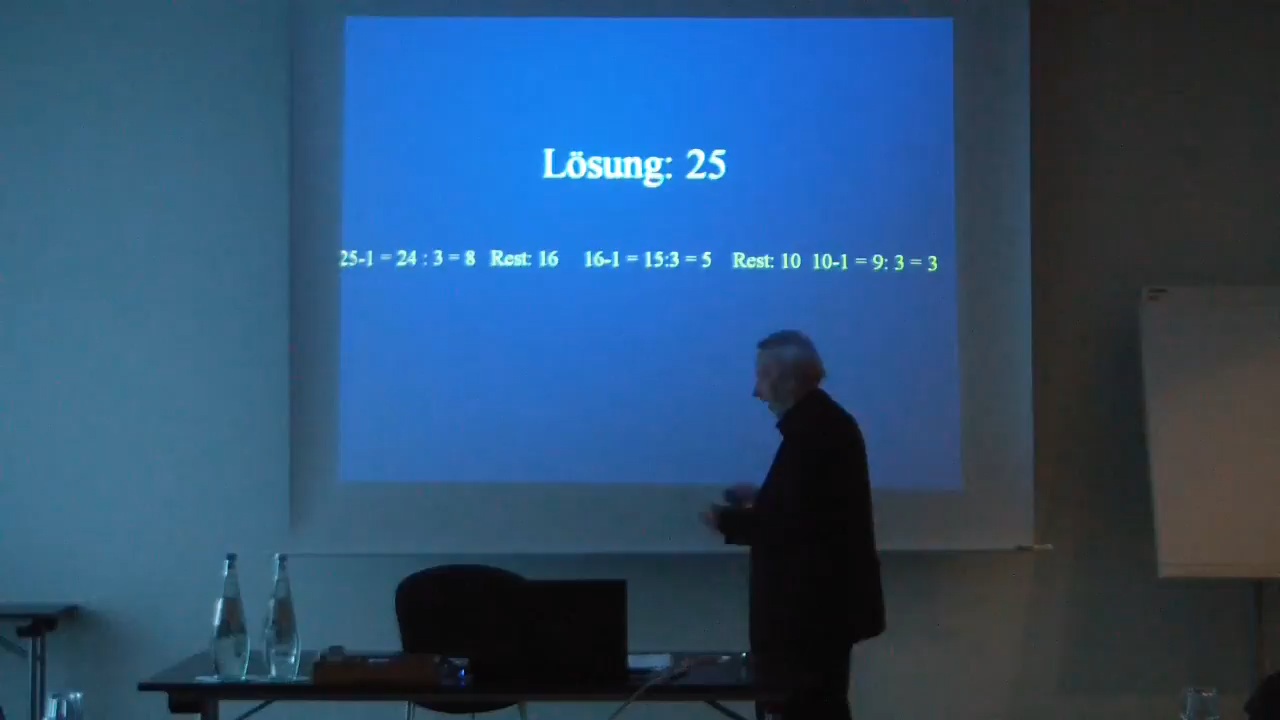 Lösung: 25
25-1 = 24 : 3 = 8 Rest: 16 16-1 = 15:3 = 5 Rest: 10 10-1 = 9: 3 = 3